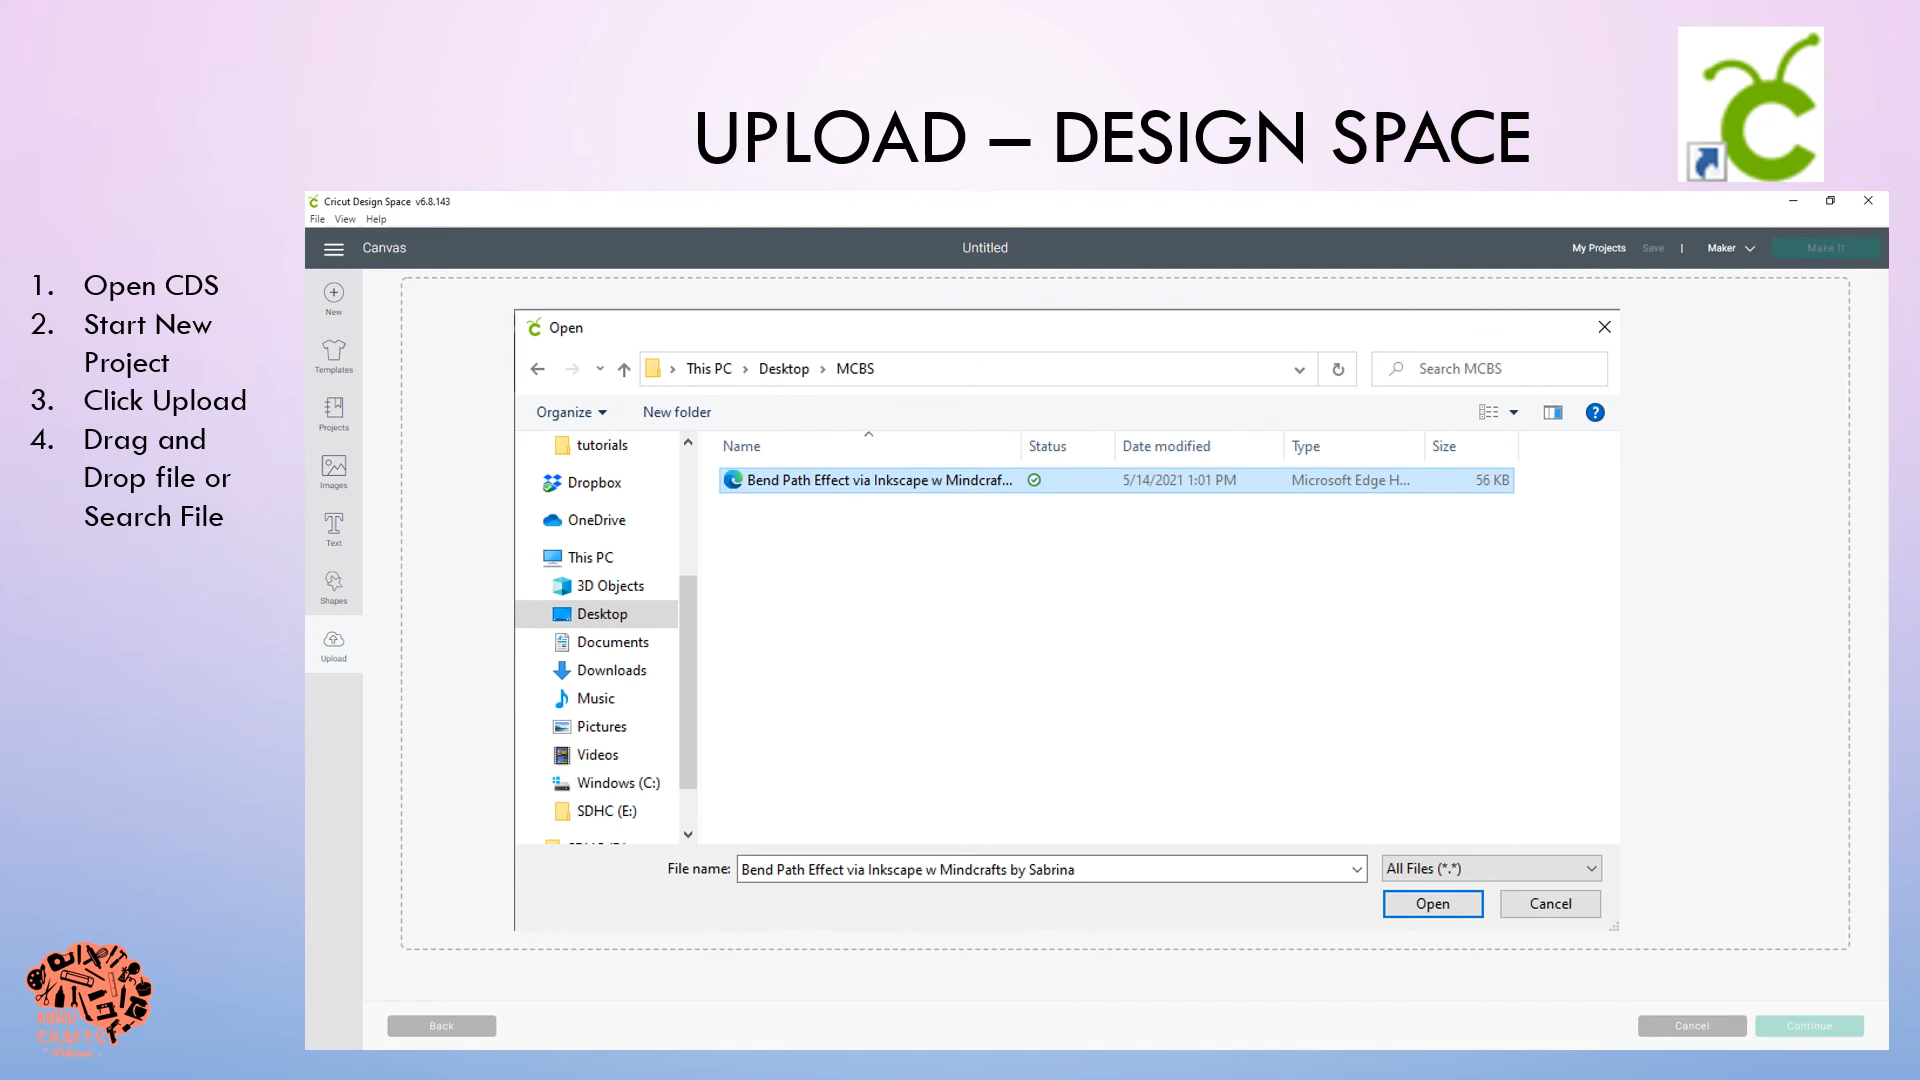 UPLOAD – DESIGN SPACE
1. Open CDS
2. Start New
Project
3. Click Upload
4. Drag and
Drop file or
Search File
Cricut Design Space v6.8.143
File View Help
Canvas
Untitled
My Projects Save | Maker Make It
New
Templates
Projects
Images
Text
Shapes
Upload
Open
This PC > Desktop > MCBS
Search MCBS
Organize New folder
Name Status Date modified Type Size
Bend Path Effect via Inkscape w Mindcraf... 5/14/2021 1:01 PM Microsoft Edge H... 56 KB
tutorials
Dropbox
OneDrive
This PC
3D Objects
Desktop
Documents
Downloads
Music
Pictures
Videos
Windows (C:)
SDHC (E:)
File name: Bend Path Effect via Inkscape w Mindcrafts by Sabrina
All Files (*.*)
Open Cancel
Back Cancel Continue
MIND
CRAFTS